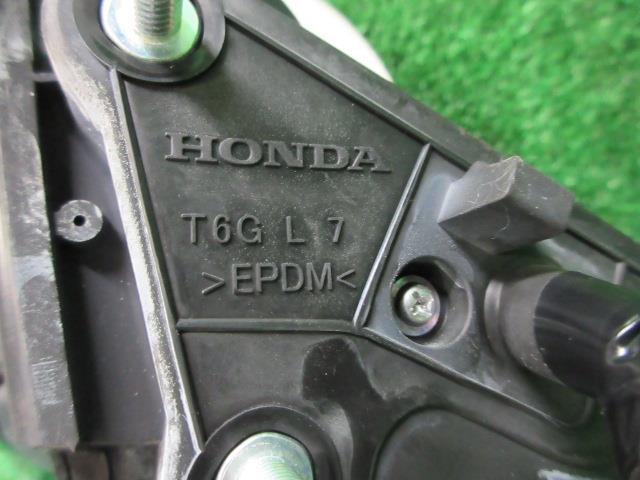 HONDA
T6G L 7
>EPDM<